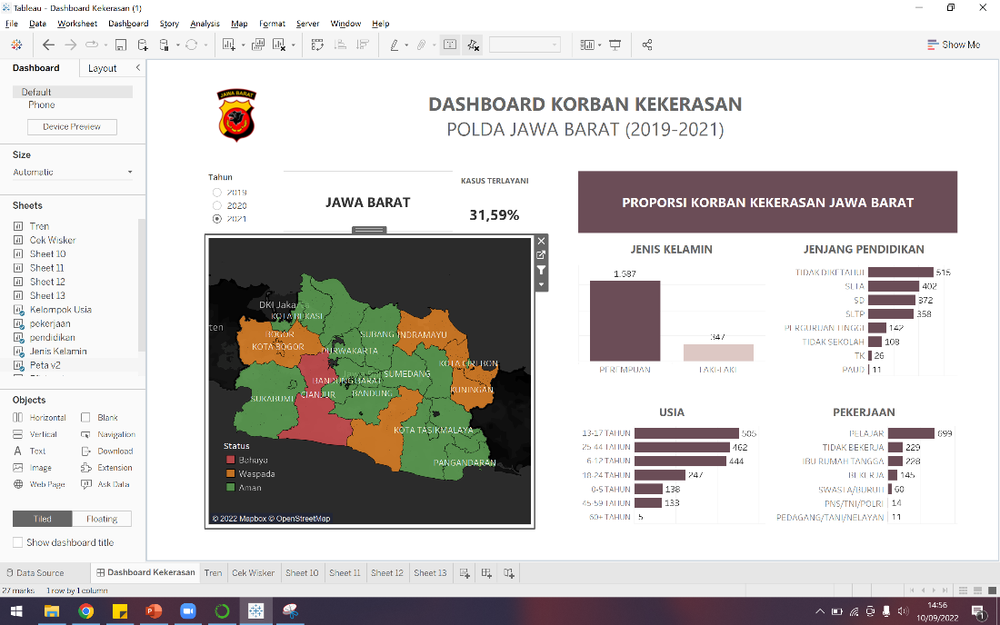 Tableau - Dashboard Kekerasan (1)
File Data Worksheet Dashboard Story Analysis Map Format Server Window Help
Show Me
Dashboard Layout
Default
Phone
Device Preview
Size
Automatic
Sheets
Tren
Cek Wisker
Sheet 10
Sheet 11
Sheet 12
Sheet 13
Kelompok Usia
pekerjaan
pendidikan
Jenis Kelamin
Peta v2
Objects
Horizontal Blank
Vertical Navigation
Text Download
Image Extension
Web Page Ask Data
Tiled Floating
Show dashboard title
JAWA BARAT
DASHBOARD KORBAN KEKERASAN
POLDA JAWA BARAT (2019-2021)
Tahun
2019
2020
2021
JAWA BARAT
KASUS TERLAYANI
31,59%
DKI Jakarta
KOTA BEKASI
ten
BOGOR
KOTA BOGOR
SUBANG INDRAMAYU
PURWAKARTA
KOTA CIREBON
BANDUNG BARAT
SUMEDANG
SUKABUMI
CIANJUR
BANDUNG
KUNINGAN
KOTA TASIKMALAYA
PANGANDARAN
Status
Bahaya
Waspada
Aman
© 2022 Mapbox © OpenStreetMap
PROPORSI KORBAN KEKERASAN JAWA BARAT
JENIS KELAMIN
1.587
347
PEREMPUAN LAKI-LAKI
JENJANG PENDIDIKAN
TIDAK DIKETAHUI 515
SLTA 402
SD 372
SLTP 358
PERGURUAN TINGGI 142
TIDAK SEKOLAH 108
TK 26
PAUD 11
USIA
13-17 TAHUN 505
25-44 TAHUN 462
6-12 TAHUN 444
18-24 TAHUN 247
0-5 TAHUN 138
45-59 TAHUN 133
60+ TAHUN 5
PEKERJAAN
PELAJAR 699
TIDAK BEKERJA 229
IBU RUMAH TANGGA 228
BEKERJA 145
SWASTA/BURUH 60
PNS/TNI/POLRI 14
PEDAGANG/TANI/NELAYAN 11
Data Source Dashboard Kekerasan Tren Cek Wisker Sheet 10 Sheet 11 Sheet 12 Sheet 13
27 marks 1 row by 1 column
14:56
10/09/2022
1